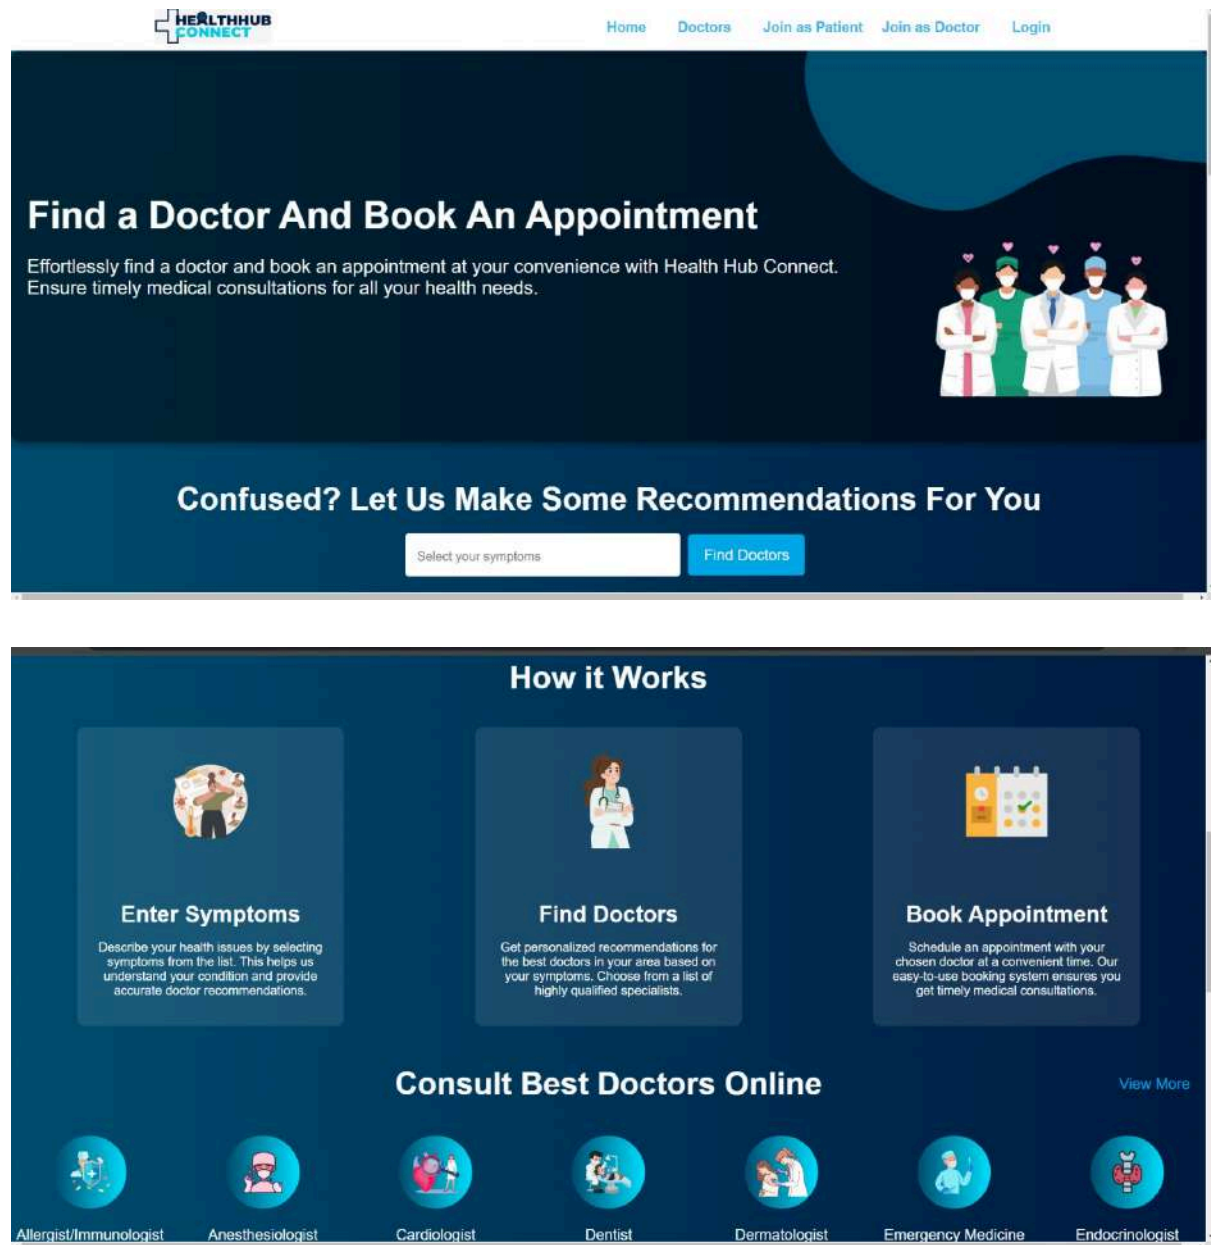 HEALTHHUB
CONNECT
Home Doctors Join as Patient Join as Doctor Login
Find a Doctor And Book An Appointment
Effortlessly find a doctor and book an appointment at your convenience with Health Hub Connect.
Ensure timely medical consultations for all your health needs.
Confused? Let Us Make Some Recommendations For You
Select your symptoms
Find Doctors
How it Works
Enter Symptoms
Describe your health issues by selecting
symptoms from the list. This helps us
understand your condition and provide
accurate doctor recommendations.
Find Doctors
Get personalized recommendations for
the best doctors in your area based on
your symptoms. Choose from a list of
highly qualified specialists.
Book Appointment
Schedule an appointment with your
chosen doctor at a convenient time. Our
easy-to-use booking system ensures you
get timely medical consultations.
Consult Best Doctors Online
View More
Allergist/Immunologist Anesthesiologist Cardiologist Dentist Dermatologist Emergency Medicine Endocrinologist